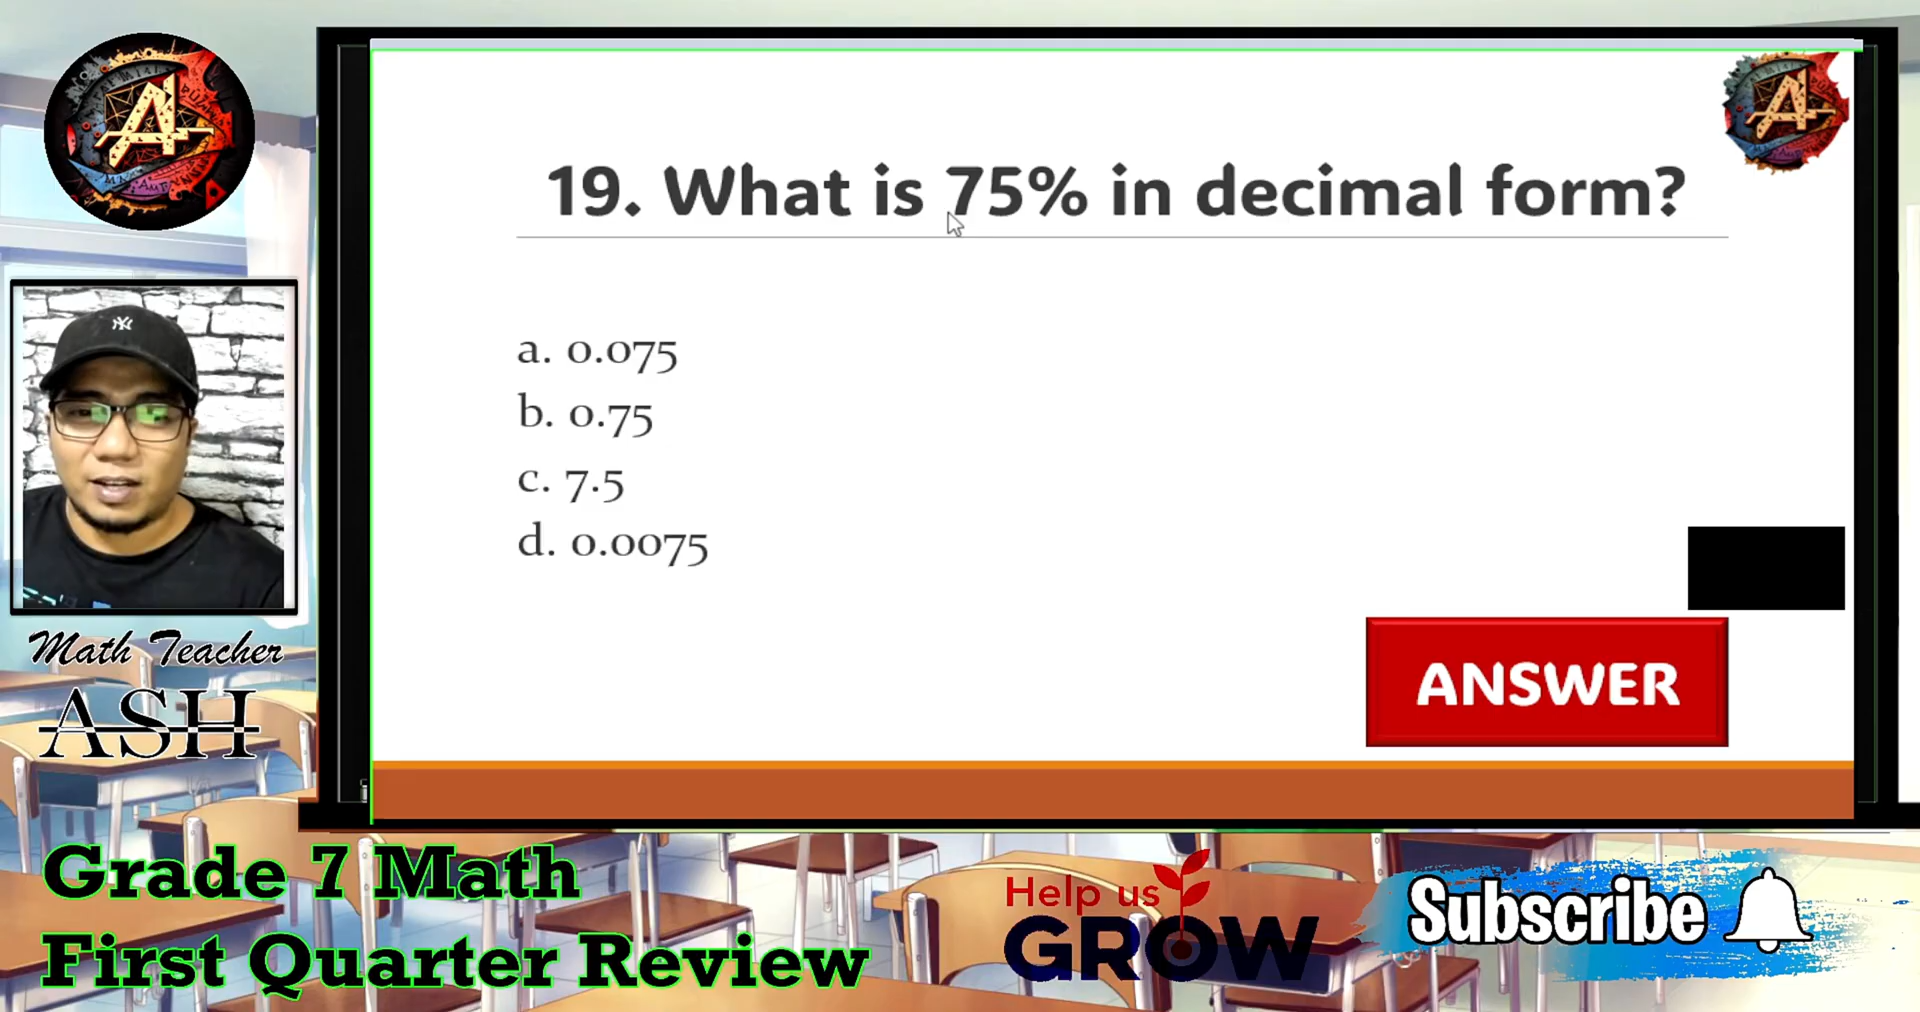 19. What is 75% in decimal form?
a. 0.075
b. 0.75
c. 7.5
d. 0.0075
ANSWER
Math Teacher
ASH
Grade 7 Math
First Quarter Review
Help us
GROW
Subscribe